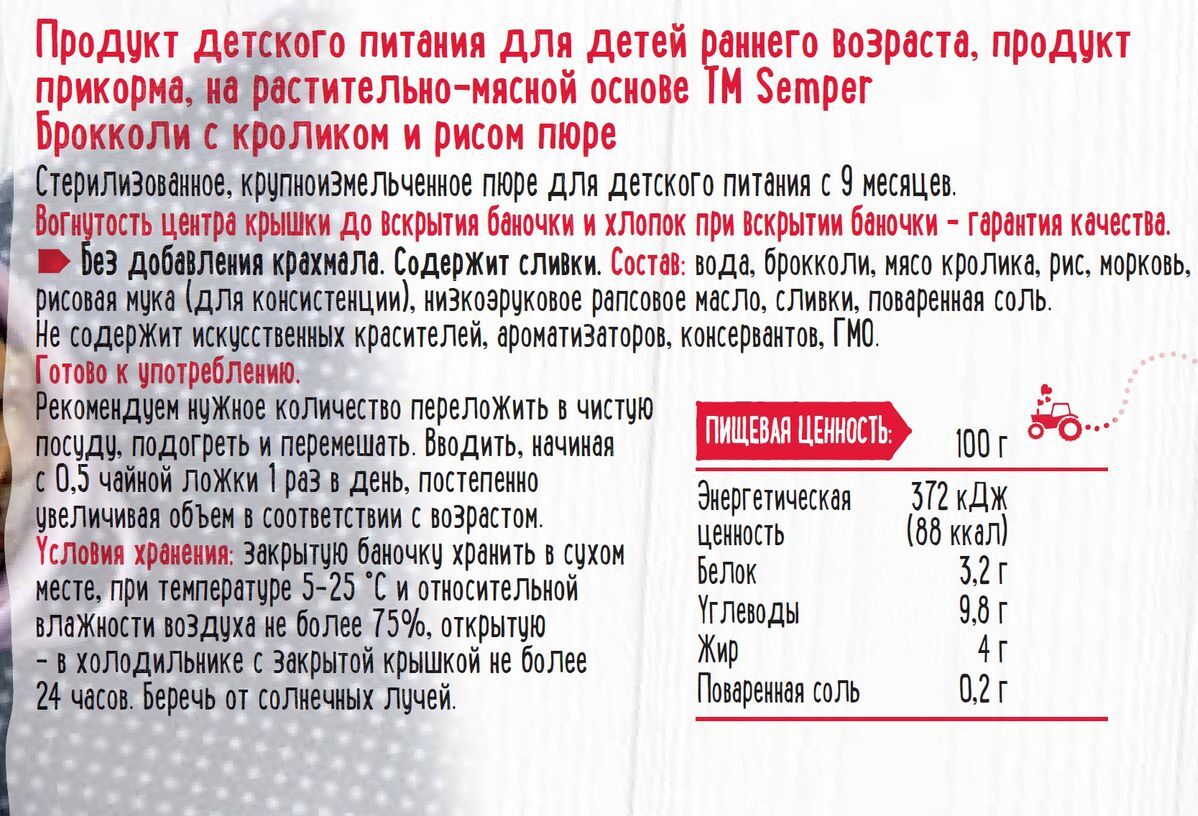 Продукт детского питания для детей раннего возраста, продукт
прикорма, на растительно-мясной основе ТМ Semper
Брокколи с кроликом и рисом пюре
Стерилизованное, крупноизмельченное пюре для детского питания с 9 месяцев.
Вогнутость центра крышки до вскрытия баночки и хлопок при вскрытии баночки – гарантия качества.
Без добавления крахмала. Содержит сливки. Состав: вода, брокколи, мясо кролика, рис, морковь,
рисовая мука (для консистенции), низкоэруковое рапсовое масло, сливки, поваренная соль.
Не содержит искусственных красителей, ароматизаторов, консервантов, ГМО.
Готово к употреблению.
Рекомендуем нужное количество переложить в чистую
посуду, подогреть и перемешать. Вводить, начиная
с 0,5 чайной ложки 1 раз в день, постепенно
увеличивая объем в соответствии с возрастом.
Условия хранения: закрытую баночку хранить в сухом
месте, при температуре 5-25 °С и относительной
влажности воздуха не более 75%, открытую
– в холодильнике с закрытой крышкой не более
24 часов. Беречь от солнечных лучей.
ПИЩЕВАЯ ЦЕННОСТЬ: 100 г
Энергетическая 372 кДж
ценность (88 ккал)
Белок 3,2 г
Углеводы 9,8 г
Жир 4 г
Поваренная соль 0,2 г